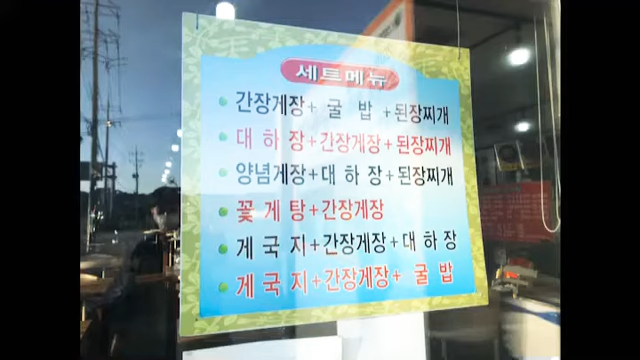 세트메뉴
간장게장+ 굴 밥 +된장찌개
대 하 장+간장게장+된장찌개
양념게장+대 하 장+된장찌개
꽃 게 탕+간장게장
게 국 지+간장게장+대 하 장
게 국 지+간장게장+ 굴 밥